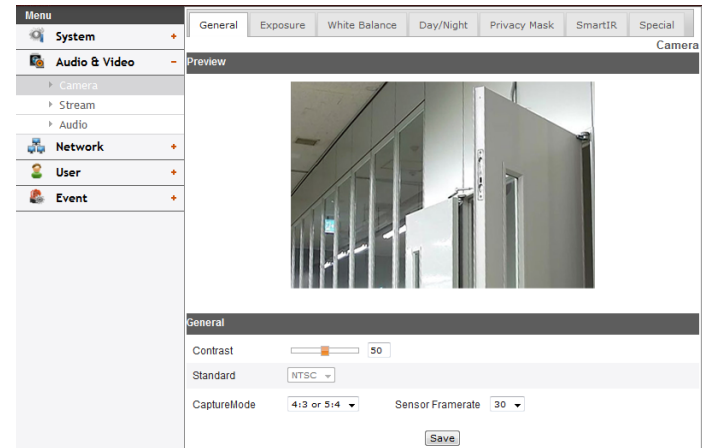 Menu
System +
Audio & Video -
Camera
Stream
Audio
Network +
User +
Event +
General Exposure White Balance Day/Night Privacy Mask SmartIR Special
Camera
Preview
General
Contrast 50
Standard NTSC
CaptureMode 4:3 or 5:4 Sensor Framerate 30
Save